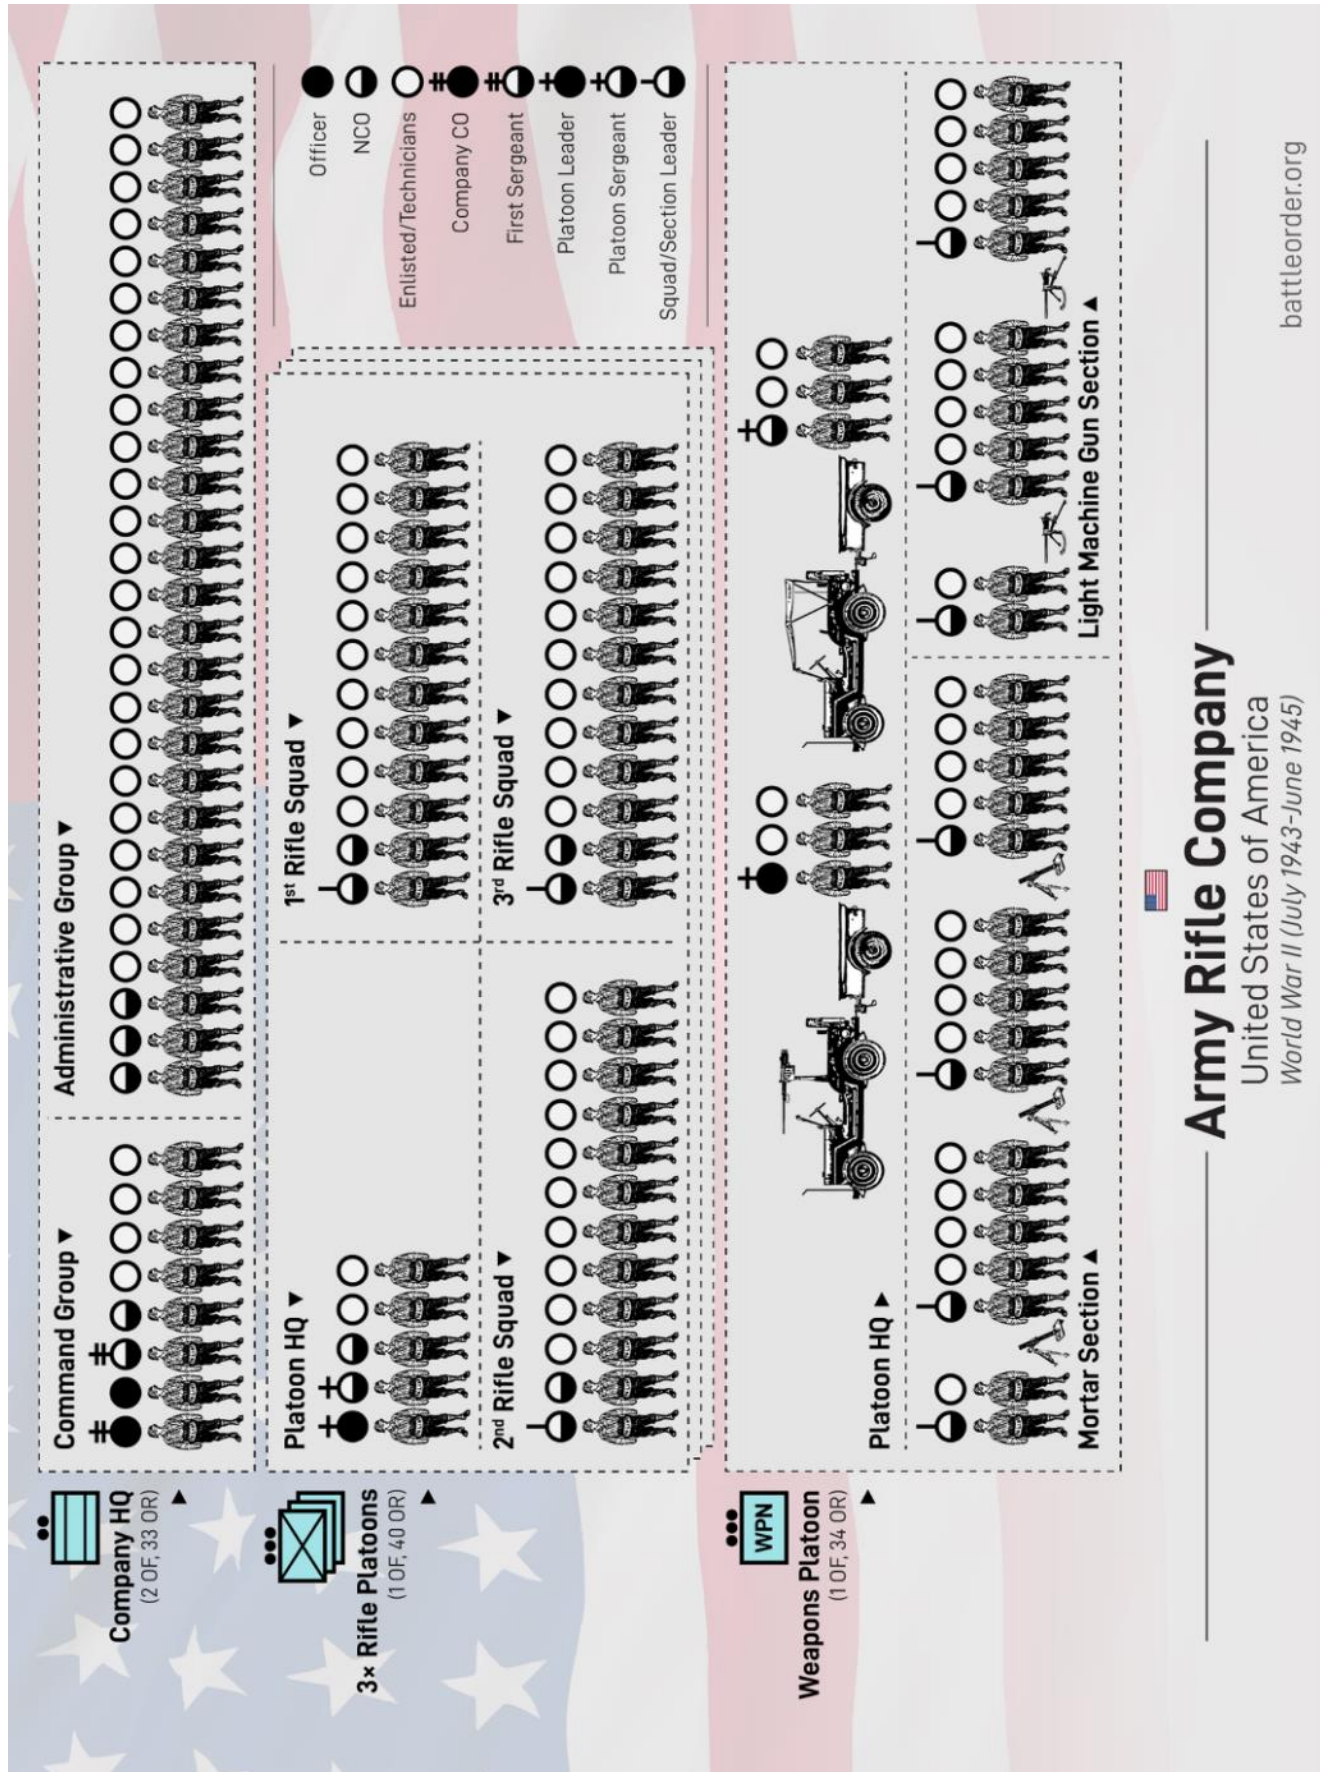 Company HQ
(2 OF, 33 OR)
Command Group ▼
Administrative Group ▼
3× Rifle Platoons
(1 OF, 40 OR)
Platoon HQ ▼
1st Rifle Squad ▼
2nd Rifle Squad ▼
3rd Rifle Squad ▼
Officer
NCO
Enlisted/Technicians
Company CO
First Sergeant
Platoon Leader
Platoon Sergeant
Squad/Section Leader
WPN
Weapons Platoon
(1 OF, 34 OR)
Platoon HQ ►
Mortar Section ▲
Light Machine Gun Section ▲
Army Rifle Company
United States of America
World War II (July 1943-June 1945)
battleorder.org